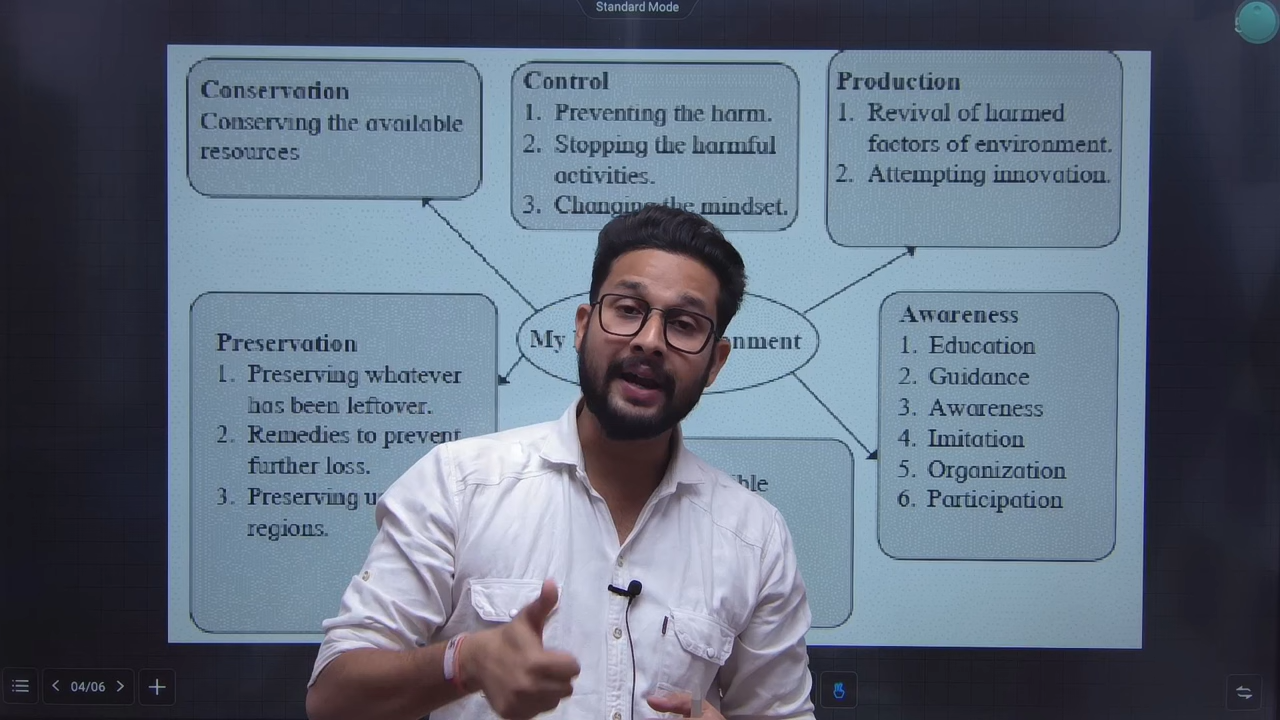 Standard Mode
Conservation
Conserving the available
resources
Control
1. Preventing the harm.
2. Stopping the harmful
activities.
3. Changing the mindset.
Production
1. Revival of harmed
factors of environment.
2. Attempting innovation.
My
Preservation
1. Preserving whatever
has been leftover.
2. Remedies to prevent
further loss.
3. Preserving
regions.
Awareness
1. Education
2. Guidance
3. Awareness
4. Imitation
5. Organization
6. Participation
04/06